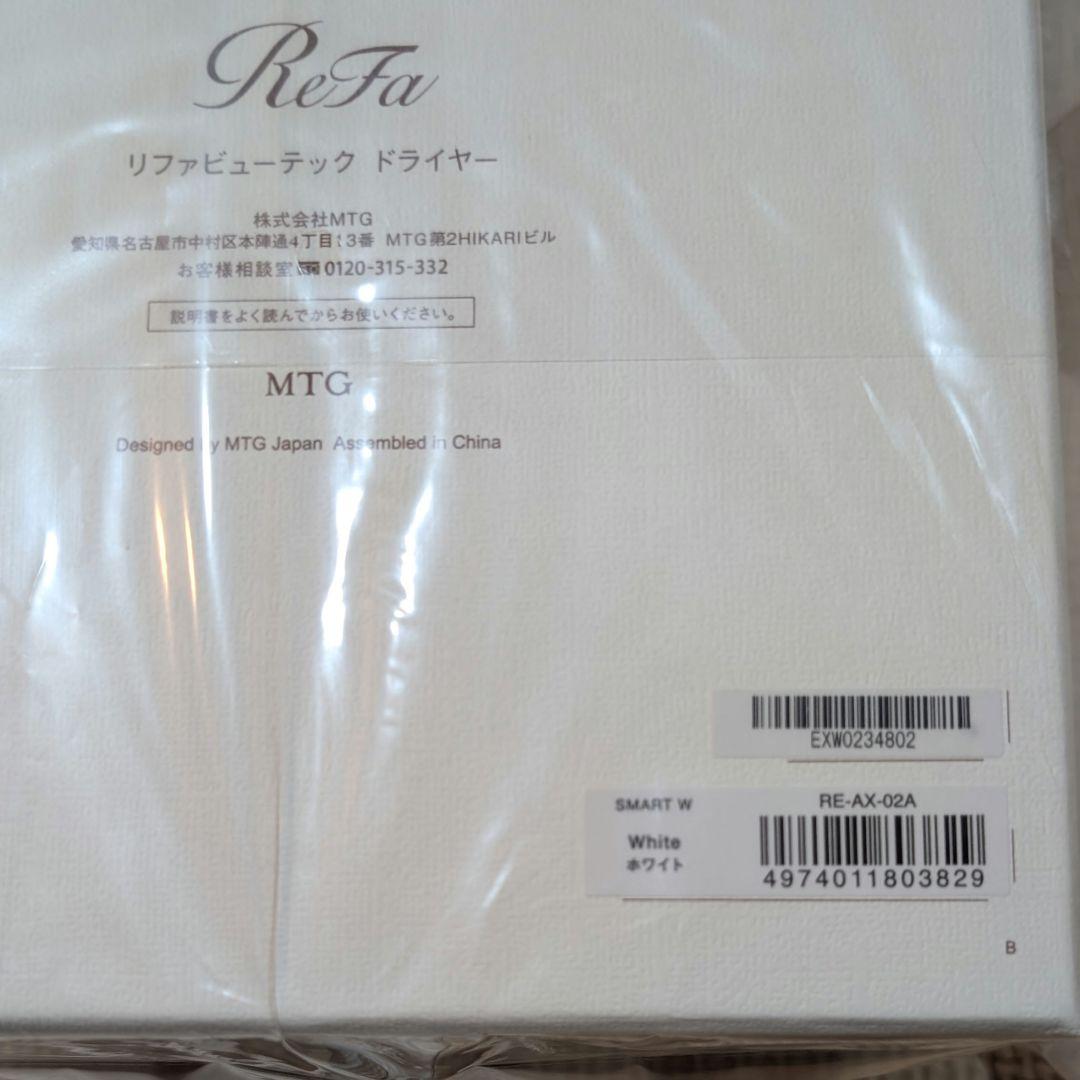 ReFa
リファビューテック ドライヤー
株式会社MTG
愛知県名古屋市中村区本陣通4丁目13番 MTG第2HIKARIビル
お客様相談室 0120-315-332
説明書をよく読んでからお使いください。
MTG
Designed by MTG Japan Assembled in China
EXW0234802
SMART W RE-AX-02A
White
ホワイト
4974011803829
B